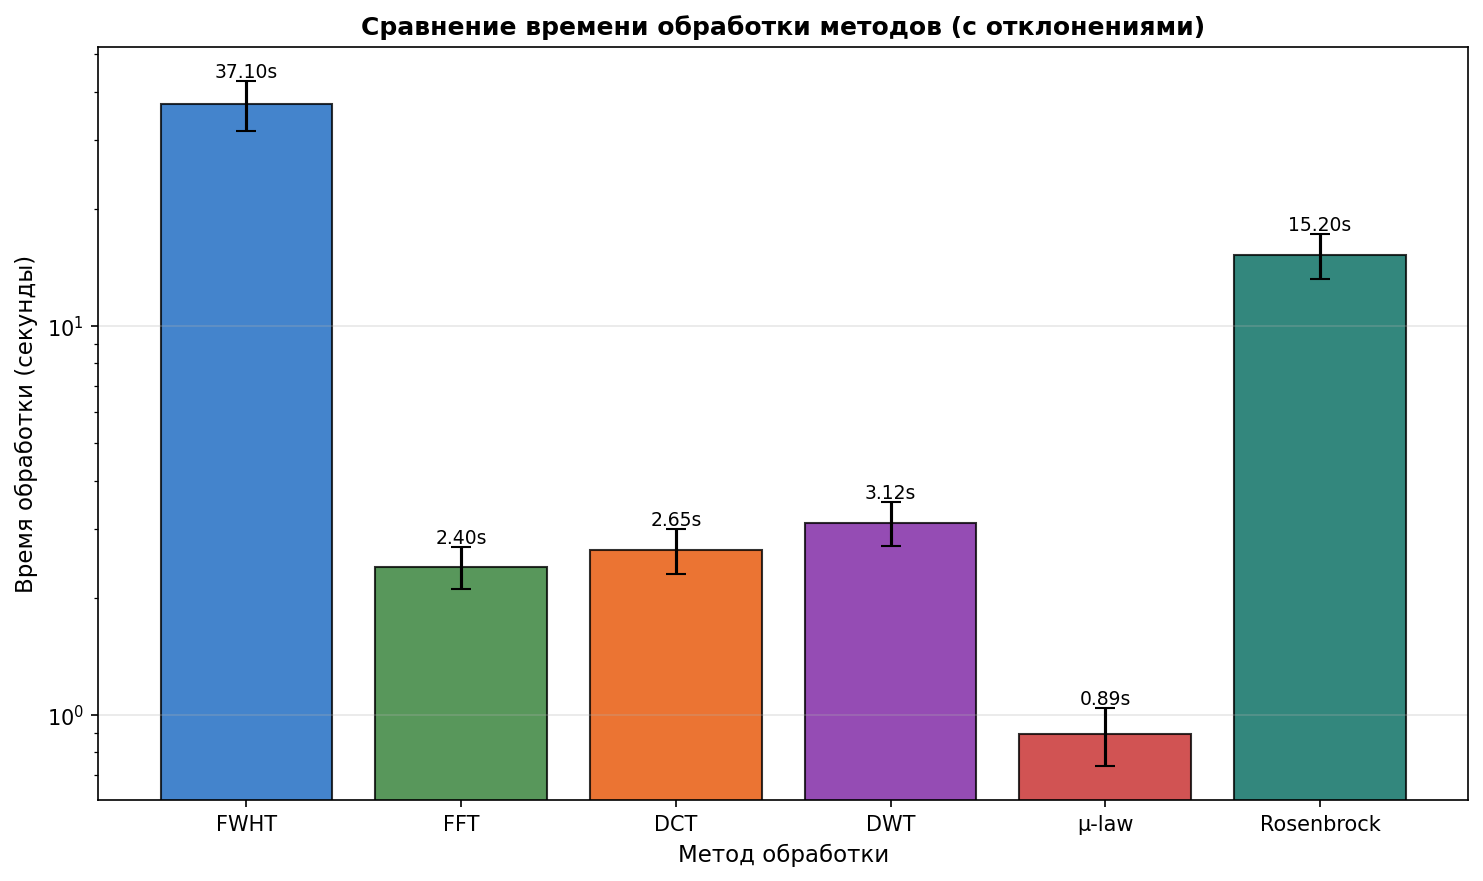 Сравнение времени обработки методов (с отклонениями)
Время обработки (секунды)
10¹
10⁰
37.10s
2.40s
2.65s
3.12s
0.89s
15.20s
FWHT
FFT
DCT
DWT
μ-law
Rosenbrock
Метод обработки